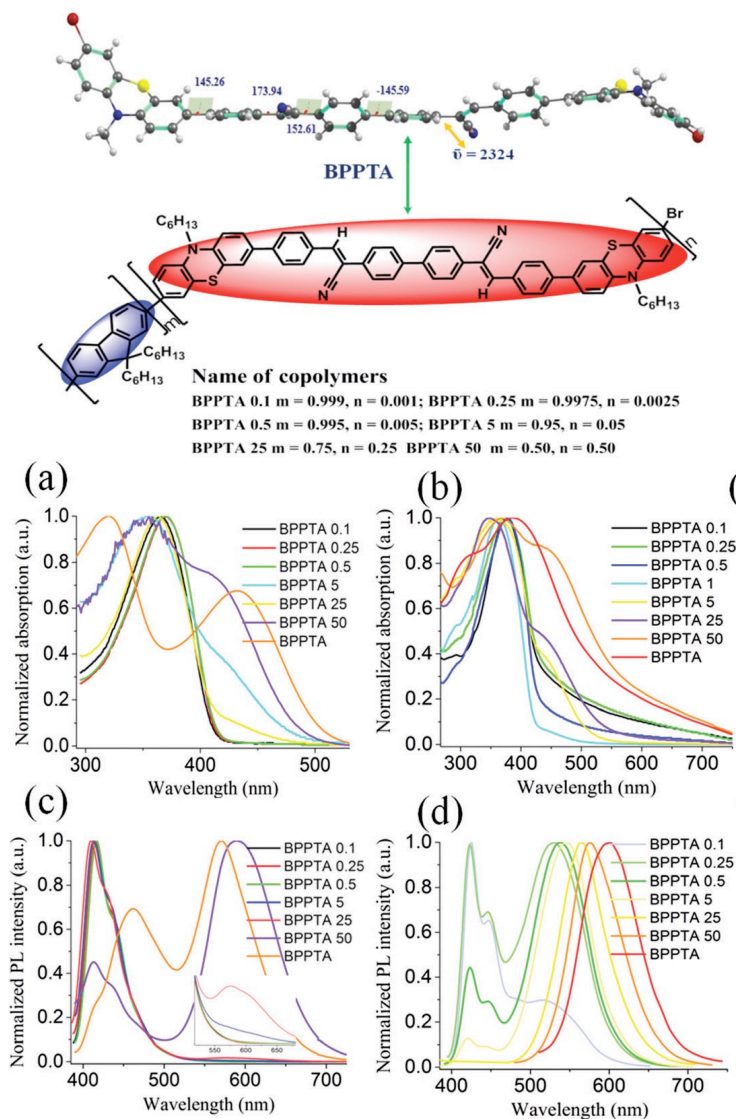 145.26
173.94
-145.59
152.61
BPPTA
ῡ = 2324
C6H13
N
S
H
N
N
H
Br
n
S
N
C6H13
m
C6H13
C6H13
Name of copolymers
BPPTA 0.1 m = 0.999, n = 0.001; BPPTA 0.25 m = 0.9975, n = 0.0025
BPPTA 0.5 m = 0.995, n = 0.005; BPPTA 5 m = 0.95, n = 0.05
BPPTA 25 m = 0.75, n = 0.25 BPPTA 50 m = 0.50, n = 0.50
(a)
Normalized absorption (a.u.)
1.0
0.8
0.6
0.4
0.2
0.0
300
400
500
Wavelength (nm)
BPPTA 0.1
BPPTA 0.25
BPPTA 0.5
BPPTA 5
BPPTA 25
BPPTA 50
BPPTA
(b)
Normalized absorption (a.u.)
1.0
0.8
0.6
0.4
0.2
0.0
300
400
500
600
700
Wavelength (nm)
BPPTA 0.1
BPPTA 0.25
BPPTA 0.5
BPPTA 1
BPPTA 5
BPPTA 25
BPPTA 50
BPPTA
(c)
Normalized PL intensity (a.u.)
1.0
0.8
0.6
0.4
0.2
0.0
400
500
600
700
Wavelength (nm)
BPPTA 0.1
BPPTA 0.25
BPPTA 0.5
BPPTA 5
BPPTA 25
BPPTA 50
BPPTA
550
600
650
(d)
Normalized PL intensity (a.u.)
1.0
0.8
0.6
0.4
0.2
0.0
400
500
600
700
Wavelength (nm)
BPPTA 0.1
BPPTA 0.25
BPPTA 0.5
BPPTA 5
BPPTA 25
BPPTA 50
BPPTA